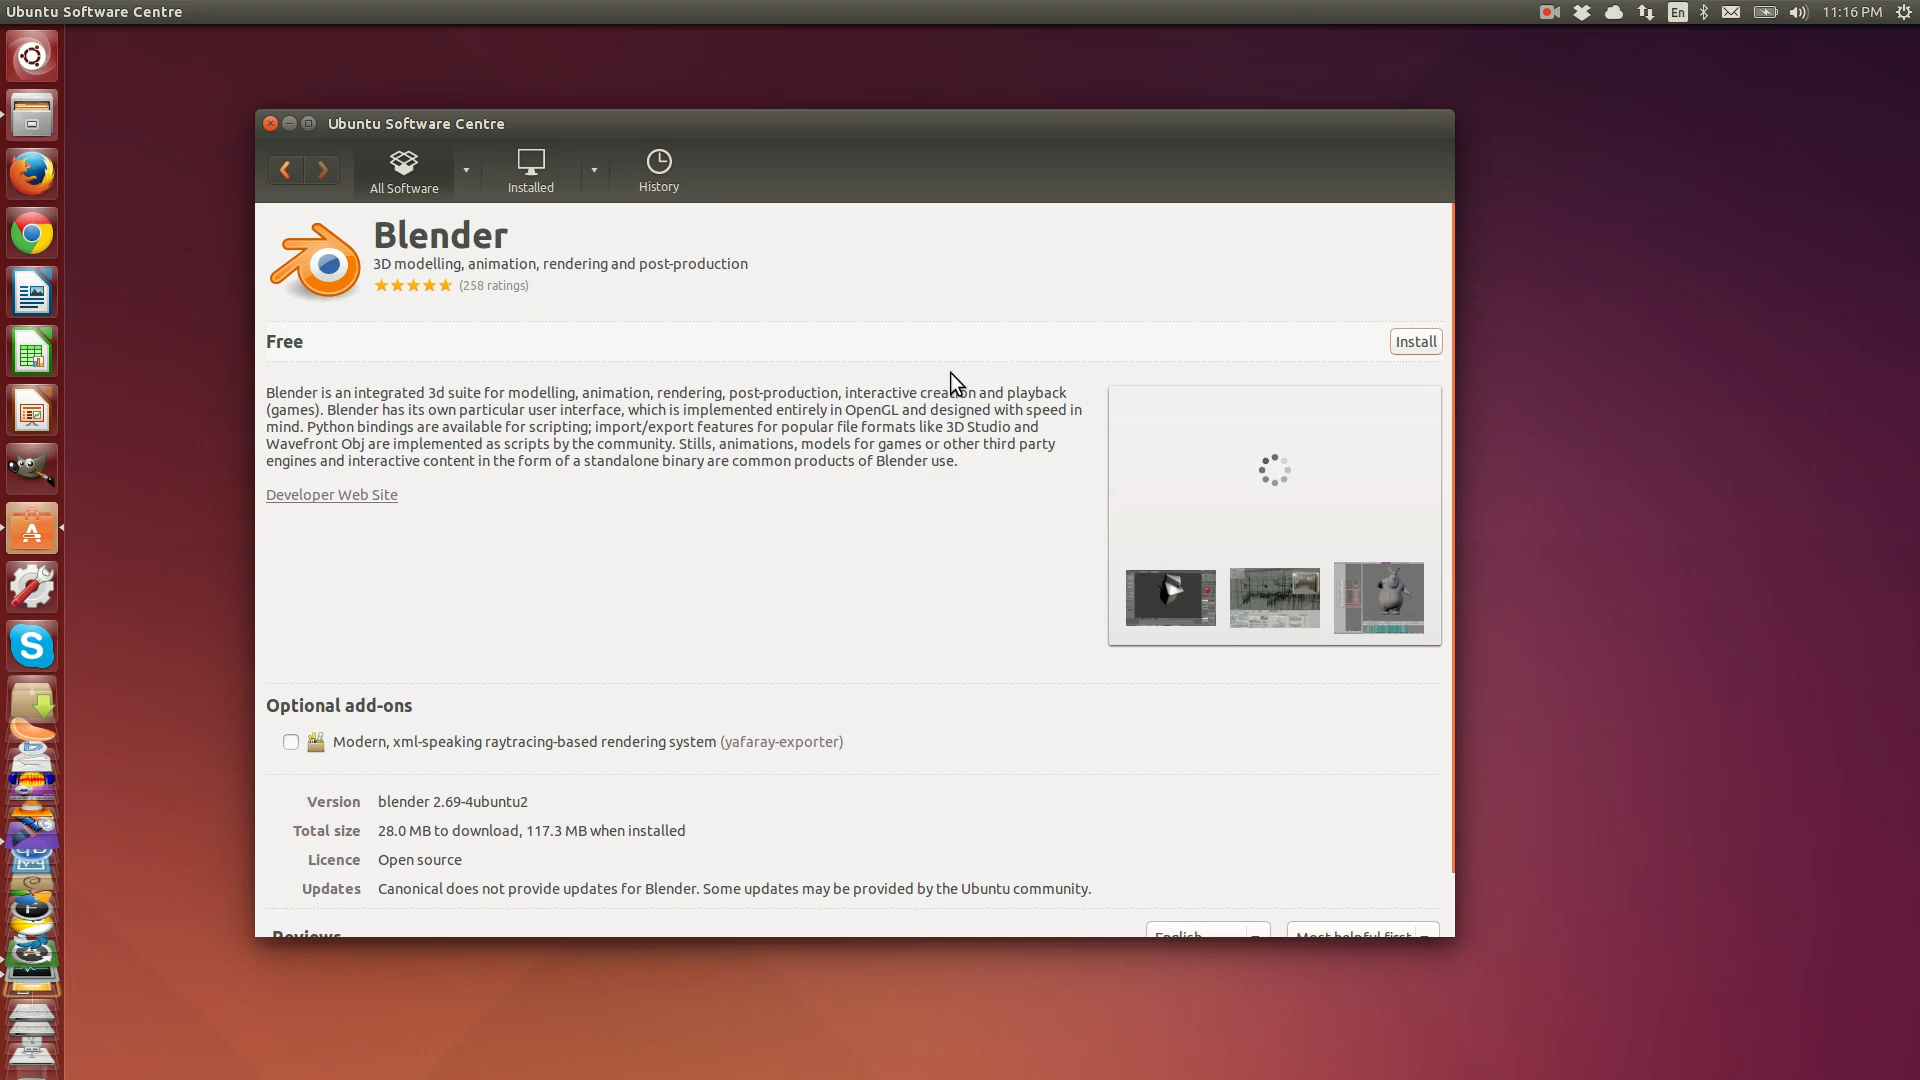 Ubuntu Software Centre
En
11:16 PM
Ubuntu Software Centre
All Software
Installed
History
Blender
3D modelling, animation, rendering and post-production
(258 ratings)
Free
Install
Blender is an integrated 3d suite for modelling, animation, rendering, post-production, interactive creation and playback
(games). Blender has its own particular user interface, which is implemented entirely in OpenGL and designed with speed in
mind. Python bindings are available for scripting; import/export features for popular file formats like 3D Studio and
Wavefront Obj are implemented as scripts by the community. Stills, animations, models for games or other third party
engines and interactive content in the form of a standalone binary are common products of Blender use.
Developer Web Site
Optional add-ons
Modern, xml-speaking raytracing-based rendering system (yafaray-exporter)
Version blender 2.69-4ubuntu2
Total size 28.0 MB to download, 117.3 MB when installed
Licence Open source
Updates Canonical does not provide updates for Blender. Some updates may be provided by the Ubuntu community.
Reviews
English
Most helpful first